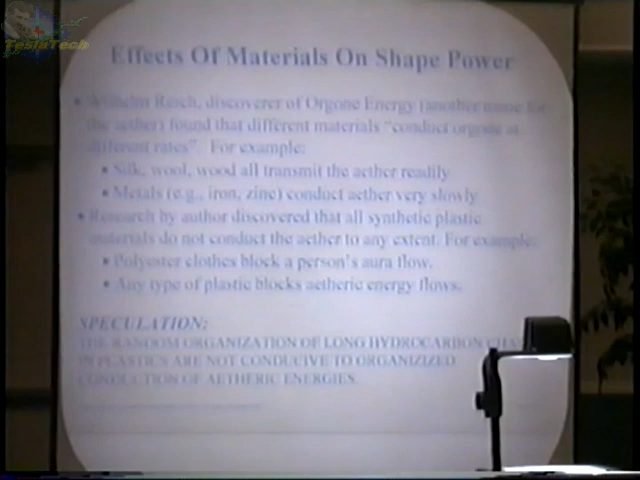 TeslaTech
Effects Of Materials On Shape Power
• Wilhelm Reich, discoverer of Orgone Energy (another name for
the aether) found that different materials "conduct orgone at
different rates". For example:
• Silk, wool, wood all transmit the aether readily
• Metals (e.g., iron, zinc) conduct aether very slowly
• Research by author discovered that all synthetic plastic
materials do not conduct the aether to any extent. For example:
• Polyester clothes block a person's aura flow.
• Any type of plastic blocks aetheric energy flows.
SPECULATION:
THE RANDOM ORGANIZATION OF LONG HYDROCARBON CHA
IN PLASTICS ARE NOT CONDUCIVE TO ORGANIZIZED
CONDUCTION OF AETHERIC ENERGIES.